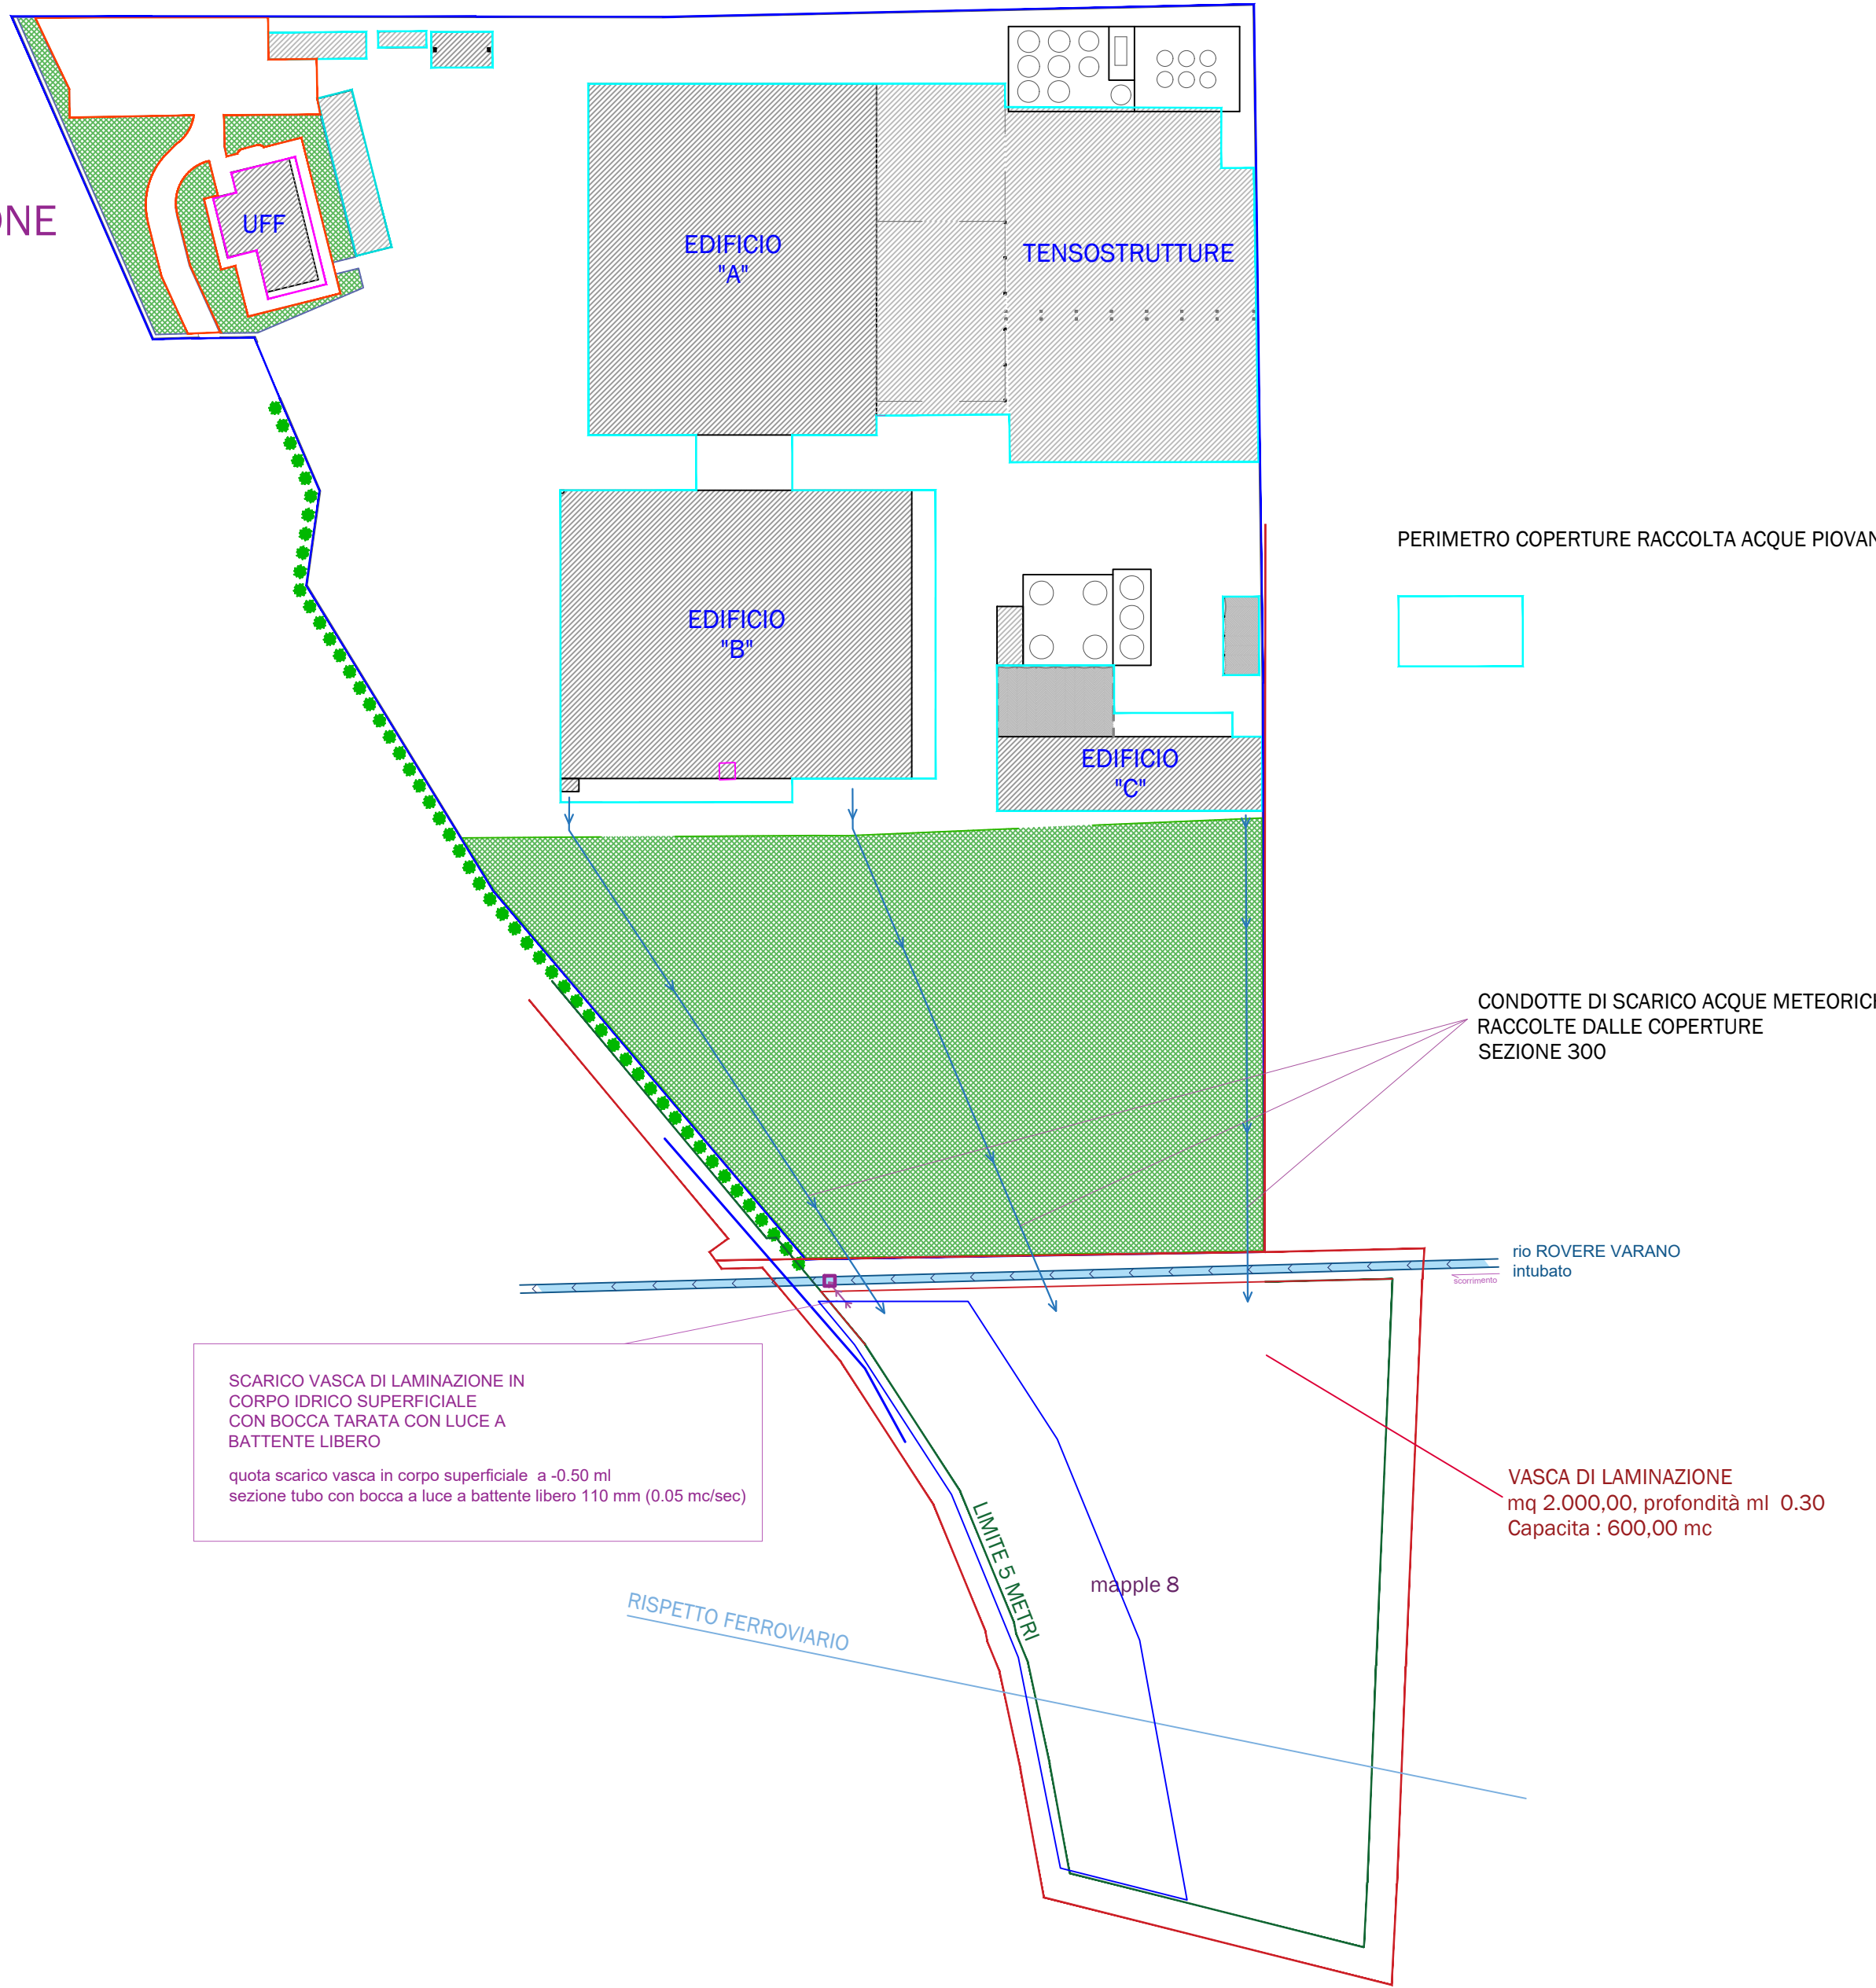 ONE
UFF
EDIFICIO
"A"
TENSOSTRUTTURE
PERIMETRO COPERTURE RACCOLTA ACQUE PIOVAN
EDIFICIO
"B"
EDIFICIO
"C"
CONDOTTE DI SCARICO ACQUE METEORICH
RACCOLTE DALLE COPERTURE
SEZIONE 300
rio ROVERE VARANO
intubato
scorrimento
SCARICO VASCA DI LAMINAZIONE IN
CORPO IDRICO SUPERFICIALE
CON BOCCA TARATA CON LUCE A
BATTENTE LIBERO
quota scarico vasca in corpo superficiale a -0.50 ml
sezione tubo con bocca a luce a battente libero 110 mm (0.05 mc/sec)
VASCA DI LAMINAZIONE
mq 2.000,00, profondità ml 0.30
Capacita : 600,00 mc
LIMITE 5 METRI
mapple 8
RISPETTO FERROVIARIO